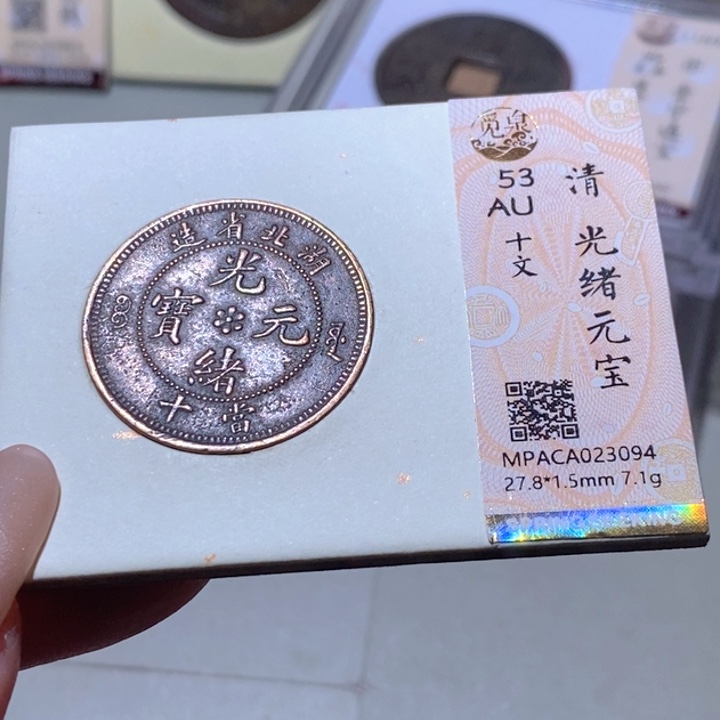 湖北省造
光緒元寶
當十
觅泉
53
AU
十文
清 光绪元宝
MPACA023094
27.8*1.5mm 7.1g